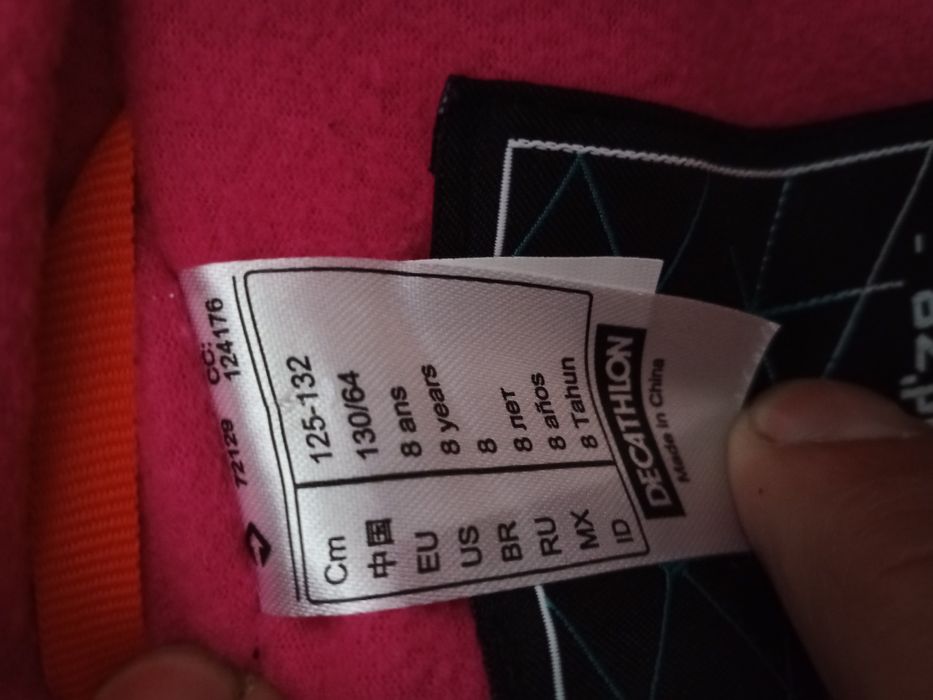 72129 CC: 124176
Cm 125-132
中国 130/64
EU 8 ans
US 8 years
BR 8
RU 8 лет
MX 8 años
ID 8 Tahun
DECATHLON
Made in China